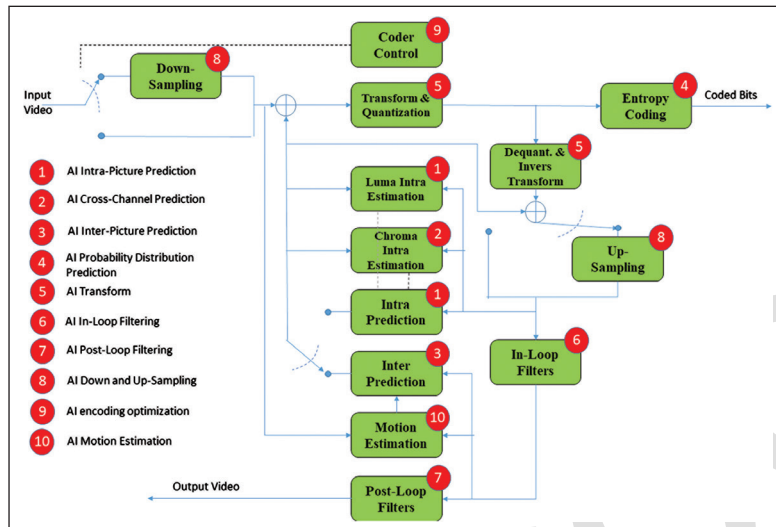 9
Coder
Control
8
Down-
Sampling
Input
Video
5
Transform &
Quantization
4
Entropy
Coding
Coded Bits
5
Dequant. &
Invers
Transform
1
Luma Intra
Estimation
2
Chroma
Intra
Estimation
8
Up-
Sampling
1
Intra
Prediction
6
In-Loop
Filters
3
Inter
Prediction
10
Motion
Estimation
7
Post-Loop
Filters
Output Video
1 AI Intra-Picture Prediction
2 AI Cross-Channel Prediction
3 AI Inter-Picture Prediction
4 AI Probability Distribution
Prediction
5 AI Transform
6 AI In-Loop Filtering
7 AI Post-Loop Filtering
8 AI Down and Up-Sampling
9 AI encoding optimization
10 AI Motion Estimation